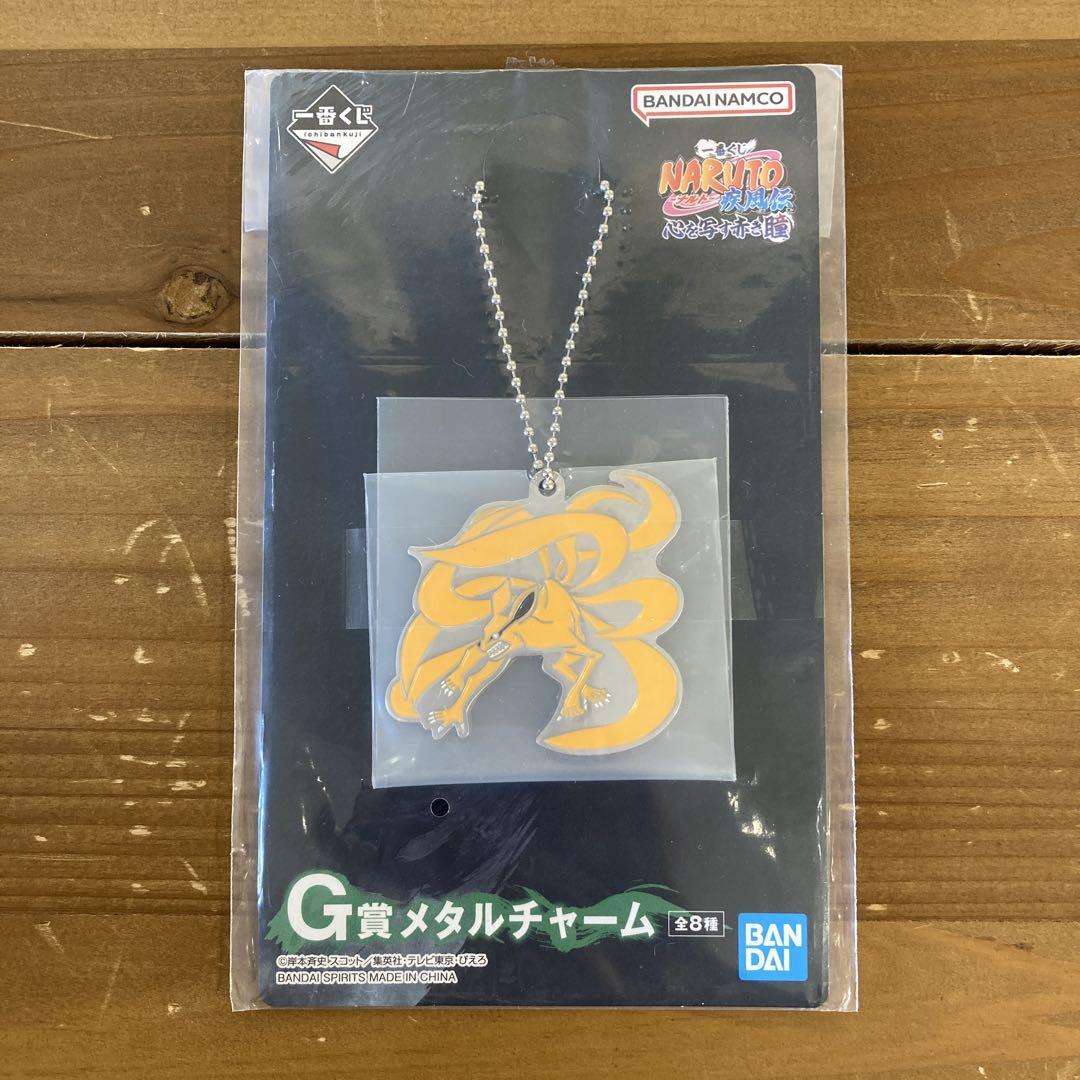 一番くじ
ichibankuji
BANDAI NAMCO
一番くじ
NARUTO
ナルト
疾風伝
心を写す赤き瞳
G賞 メタルチャーム 全8種
©岸本斉史 スコット/集英社・テレビ東京・ぴえろ
BANDAI SPIRITS MADE IN CHINA
BAN
DAI